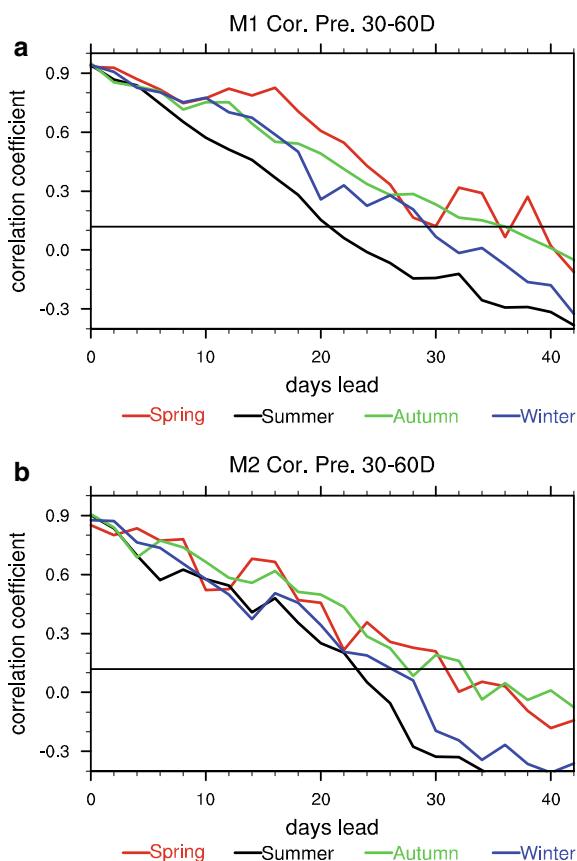 a
M1 Cor. Pre. 30-60D
correlation coefficient
0.9
0.6
0.3
0.0
-0.3
0 10 20 30 40
days lead
Spring Summer Autumn Winter
b
M2 Cor. Pre. 30-60D
correlation coefficient
0.9
0.6
0.3
0.0
-0.3
0 10 20 30 40
days lead
Spring Summer Autumn Winter